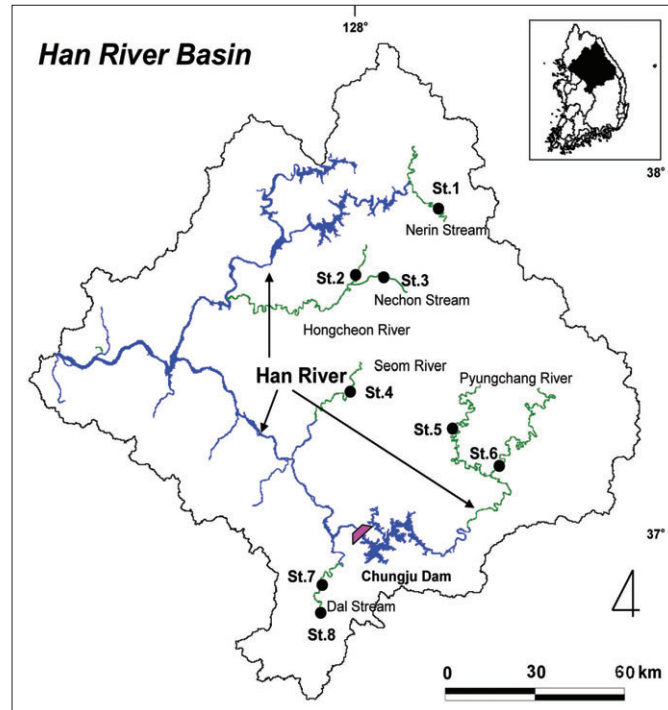 128°
Han River Basin
38°
St.1
Nerin Stream
St.2
St.3
Nechon Stream
Hongcheon River
Seom River
Han River
St.4
Pyungchang River
St.5
St.6
37°
St.7
Chungju Dam
Dal Stream
St.8
0 30 60 km